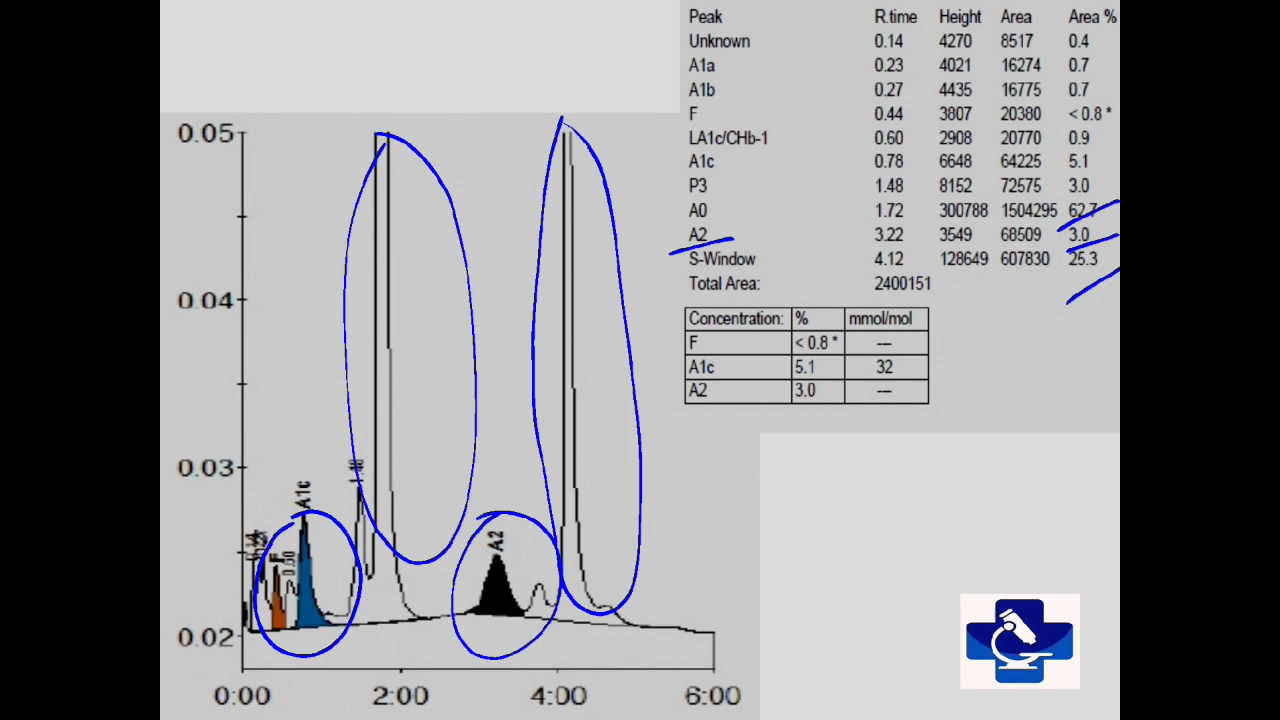 Peak R.time Height Area Area %
Unknown 0.14 4270 8517 0.4
A1a 0.23 4021 16274 0.7
A1b 0.27 4435 16775 0.7
F 0.44 3807 20380 < 0.8 *
LA1c/CHb-1 0.60 2908 20770 0.9
A1c 0.78 6648 64225 5.1
P3 1.48 8152 72575 3.0
A0 1.72 300788 1504295 62.7
A2 3.22 3549 68509 3.0
S-Window 4.12 128649 607830 25.3
Total Area: 2400151
Concentration: % mmol/mol
F < 0.8 * ---
A1c 5.1 32
A2 3.0 ---
0.05
0.04
0.03
0.02
F
0.60
A1c
1.48
A2
0:00 2:00 4:00 6:00